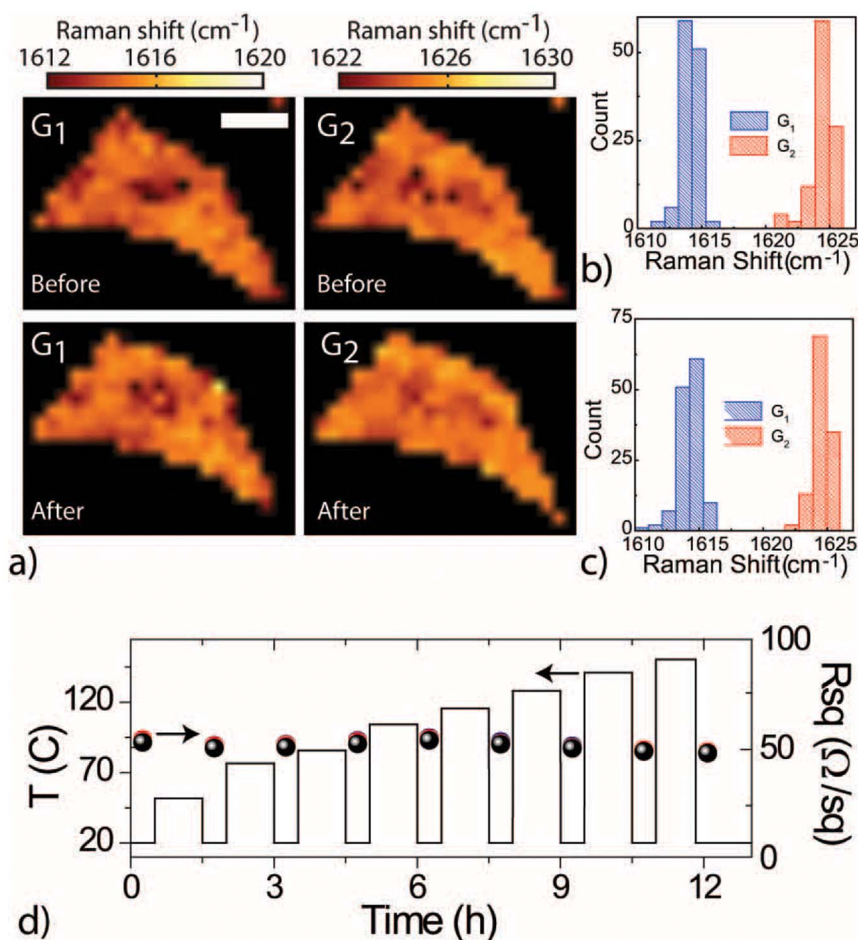 Raman shift (cm⁻¹) Raman shift (cm⁻¹)
1612 1616 1620 1622 1626 1630
G₁ G₂
Before Before
G₁ G₂
After After
a)
50
25
0
Count
G₁
G₂
1610 1615 1620 1625
Raman Shift(cm⁻¹)
b)
75
50
25
0
Count
G₁
G₂
1610 1615 1620 1625
Raman Shift(cm⁻¹)
c)
120
70
20
T (C)
100
50
0
Rsq (Ω/sq)
0 3 6 9 12
Time (h)
d)